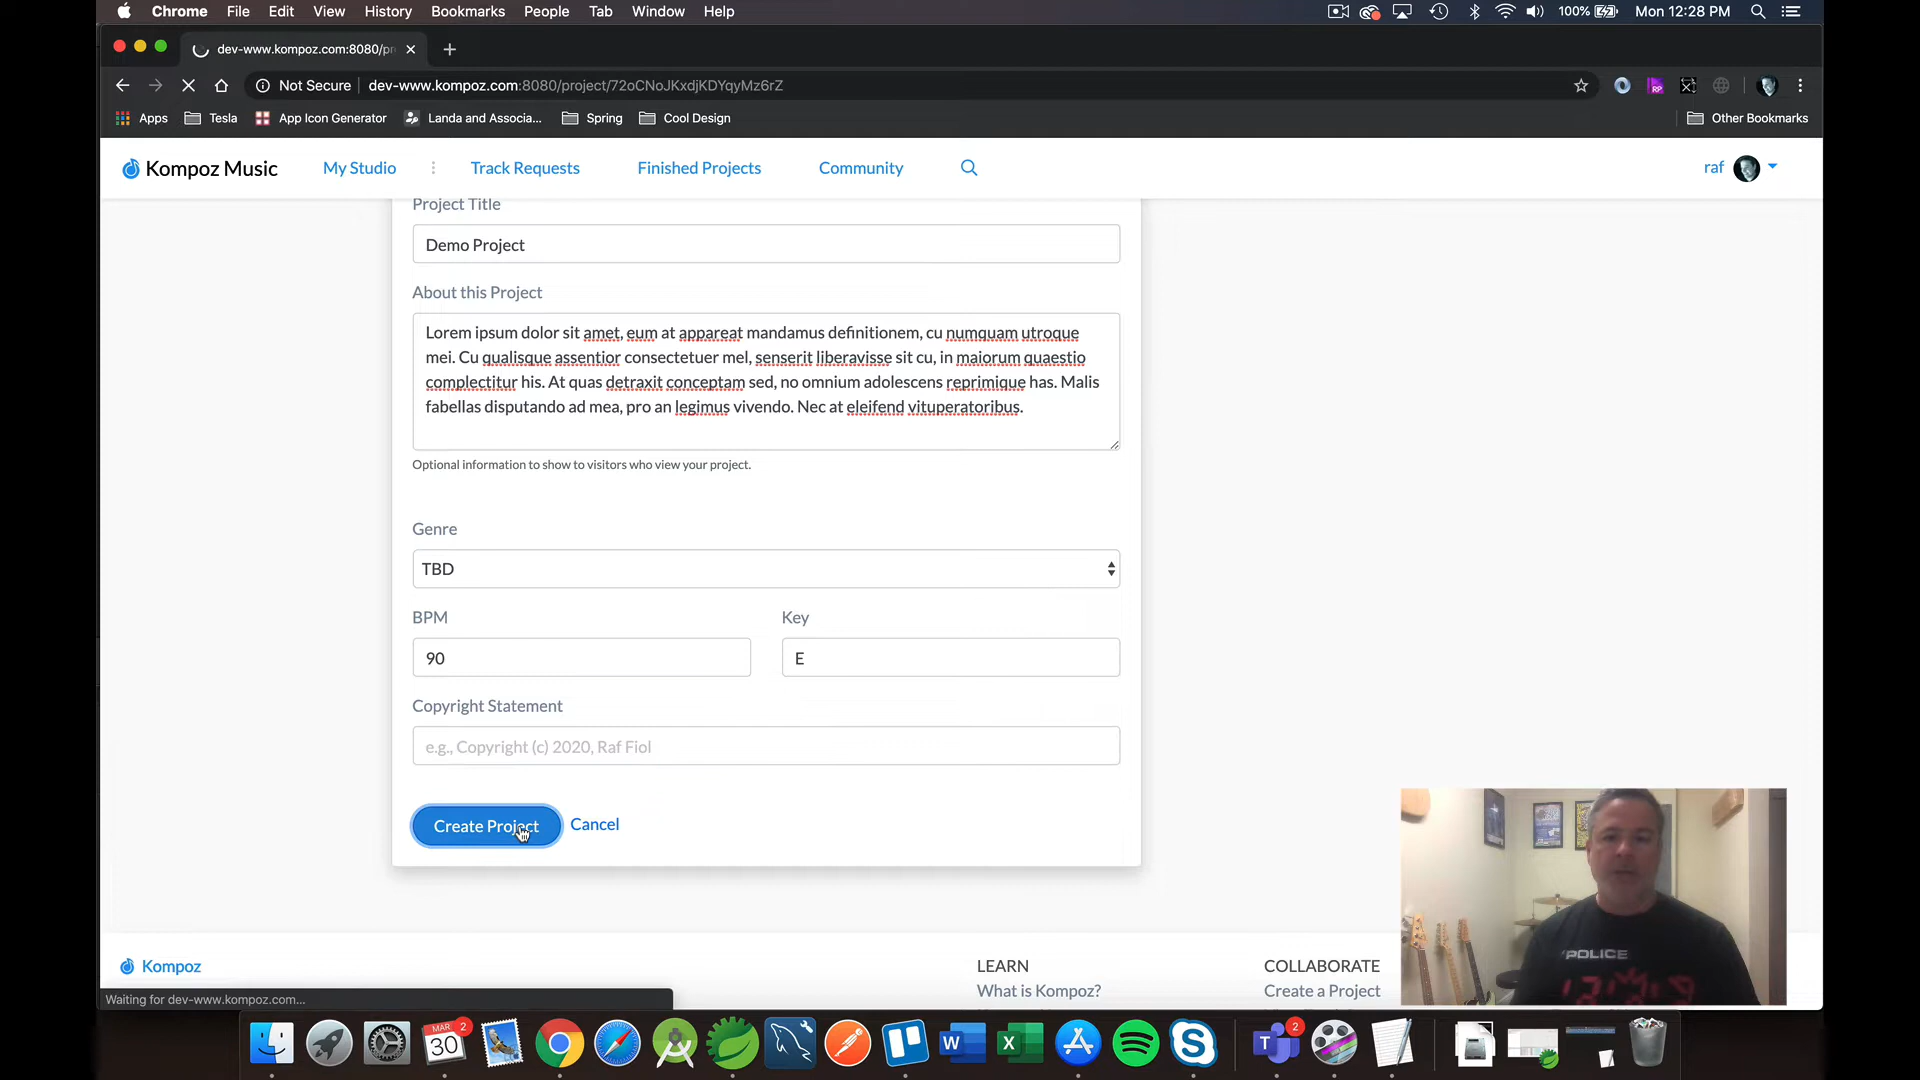 Chrome File Edit View History Bookmarks People Tab Window Help 100% Mon 12:28 PM
dev-www.kompoz.com:8080/pr
Not Secure dev-www.kompoz.com:8080/project/72oCNoJKxdjKDYqyMz6rZ
Apps Tesla App Icon Generator Landa and Associa... Spring Cool Design Other Bookmarks
Kompoz Music My Studio Track Requests Finished Projects Community raf
Project Title
Demo Project
About this Project
Lorem ipsum dolor sit amet, eum at appareat mandamus definitionem, cu numquam utroque
mei. Cu qualisque assentior consectetuer mel, senserit liberavisse sit cu, in maiorum quaestio
complectitur his. At quas detraxit conceptam sed, no omnium adolescens reprimique has. Malis
fabellas disputando ad mea, pro an legimus vivendo. Nec at eleifend vituperatoribus.
Optional information to show to visitors who view your project.
Genre
TBD
BPM Key
90 E
Copyright Statement
e.g., Copyright (c) 2020, Raf Fiol
Create Project Cancel
POLICE
Kompoz LEARN COLLABORATE
What is Kompoz? Create a Project
Waiting for dev-www.kompoz.com...
MAR 2
30 W X T 2